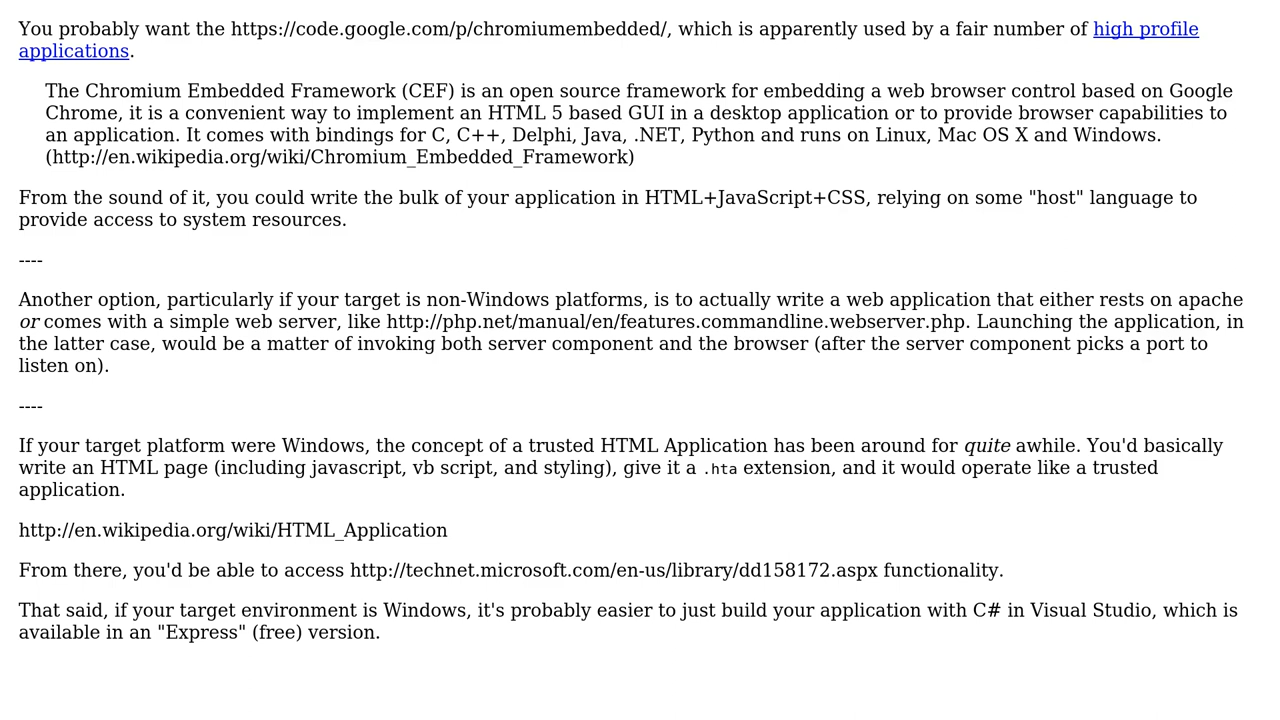 You probably want the https://code.google.com/p/chromiumembedded/, which is apparently used by a fair number of high profile
applications.
The Chromium Embedded Framework (CEF) is an open source framework for embedding a web browser control based on Google
Chrome, it is a convenient way to implement an HTML 5 based GUI in a desktop application or to provide browser capabilities to
an application. It comes with bindings for C, C++, Delphi, Java, .NET, Python and runs on Linux, Mac OS X and Windows.
(http://en.wikipedia.org/wiki/Chromium_Embedded_Framework)
From the sound of it, you could write the bulk of your application in HTML+JavaScript+CSS, relying on some "host" language to
provide access to system resources.
----
Another option, particularly if your target is non-Windows platforms, is to actually write a web application that either rests on apache
or comes with a simple web server, like http://php.net/manual/en/features.commandline.webserver.php. Launching the application, in
the latter case, would be a matter of invoking both server component and the browser (after the server component picks a port to
listen on).
----
If your target platform were Windows, the concept of a trusted HTML Application has been around for quite awhile. You'd basically
write an HTML page (including javascript, vb script, and styling), give it a .hta extension, and it would operate like a trusted
application.
http://en.wikipedia.org/wiki/HTML_Application
From there, you'd be able to access http://technet.microsoft.com/en-us/library/dd158172.aspx functionality.
That said, if your target environment is Windows, it's probably easier to just build your application with C# in Visual Studio, which is
available in an "Express" (free) version.